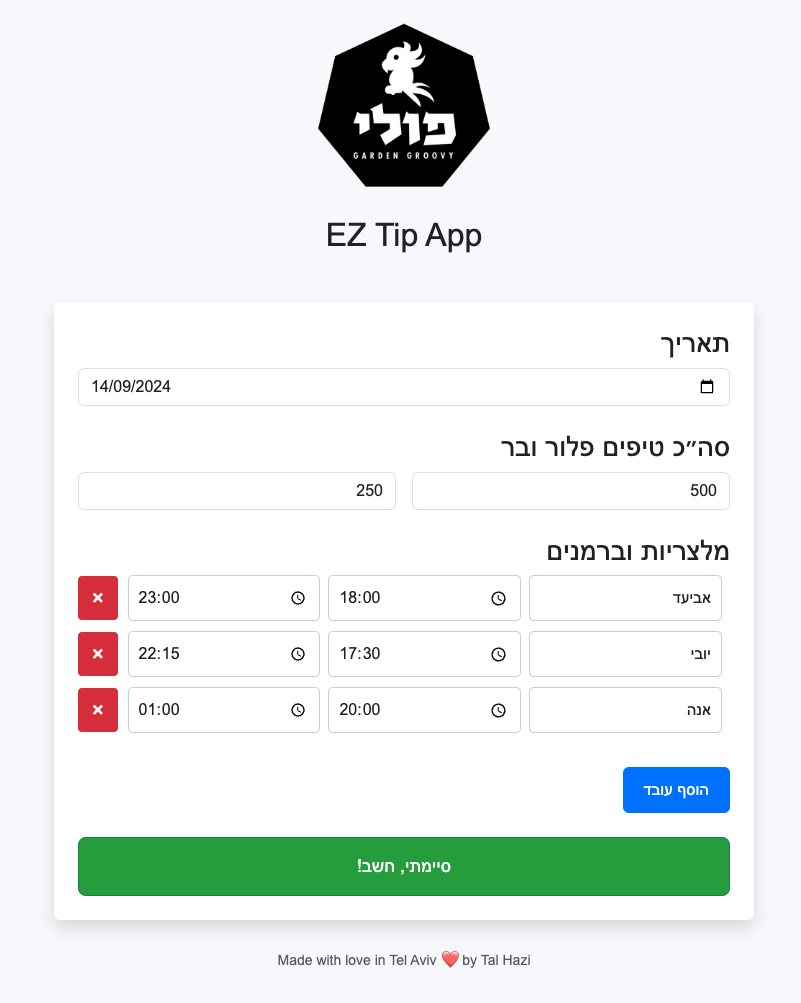 פולי
GARDEN GROOVY
EZ Tip App
תאריך
14/09/2024
סה״כ טיפים פלור ובר
500 250
מלצריות וברמנים
אביעד 18:00 23:00
יובי 17:30 22:15
אנה 20:00 01:00
הוסף עובד
סיימתי, חשב!
Made with love in Tel Aviv ❤️ by Tal Hazi